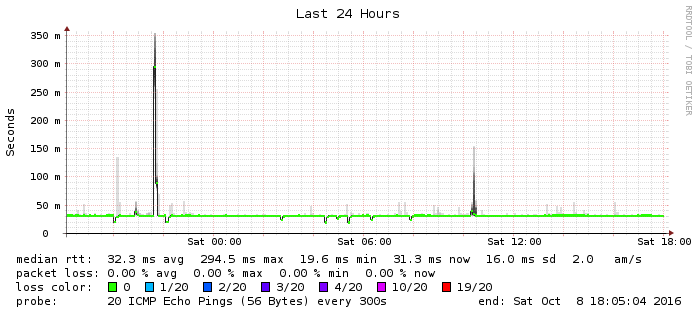 Last 24 Hours
RRDTOOL / TOBI OETIKER
Seconds
350 m
300 m
250 m
200 m
150 m
100 m
50 m
0
Sat 00:00 Sat 06:00 Sat 12:00 Sat 18:00
median rtt: 32.3 ms avg 294.5 ms max 19.6 ms min 31.3 ms now 16.0 ms sd 2.0 am/s
packet loss: 0.00 % avg 0.00 % max 0.00 % min 0.00 % now
loss color: 0 1/20 2/20 3/20 4/20 10/20 19/20
probe: 20 ICMP Echo Pings (56 Bytes) every 300s end: Sat Oct 8 18:05:04 2016